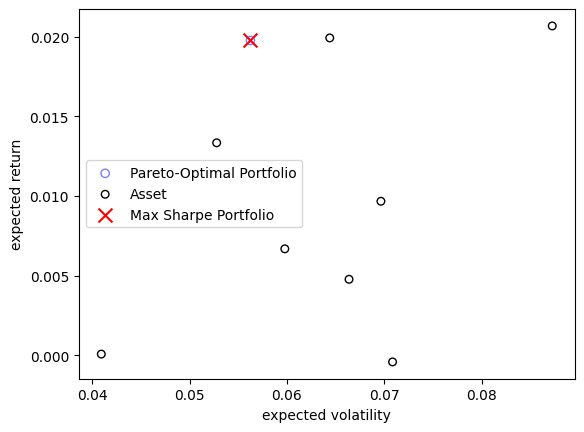 0.020
0.015
0.010
0.005
0.000
expected return
Pareto-Optimal Portfolio
Asset
Max Sharpe Portfolio
0.04 0.05 0.06 0.07 0.08
expected volatility